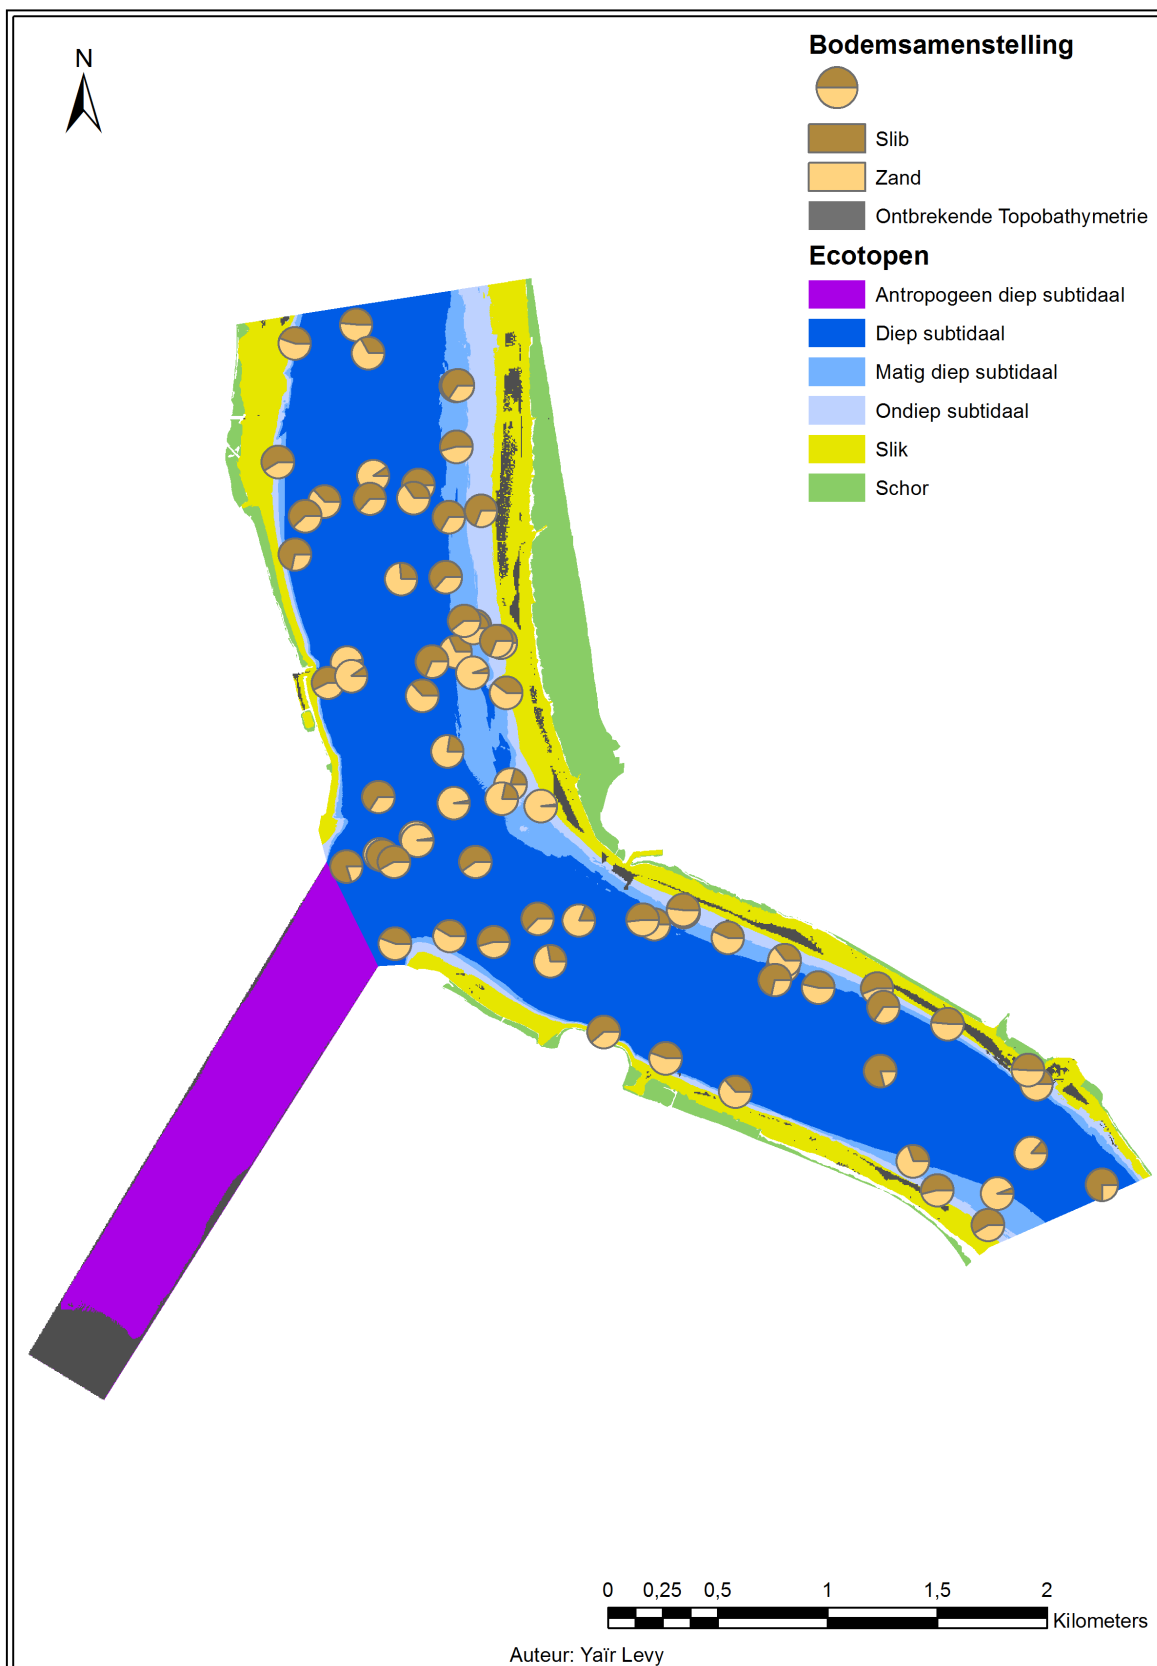 N
Bodemsamenstelling
Slib
Zand
Ontbrekende Topobathymetrie
Ecotopen
Antropogeen diep subtidaal
Diep subtidaal
Matig diep subtidaal
Ondiep subtidaal
Slik
Schor
0 0,25 0,5 1 1,5 2
Kilometers
Auteur: Yaïr Levy